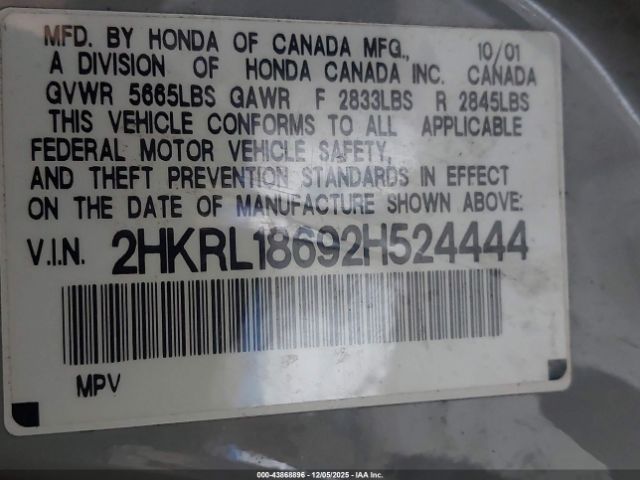 MFD. BY HONDA OF CANADA MFG., 10/01
A DIVISION OF HONDA CANADA INC. CANADA
GVWR 5665LBS GAWR F 2833LBS R 2845LBS
THIS VEHICLE CONFORMS TO ALL APPLICABLE
FEDERAL MOTOR VEHICLE SAFETY,
AND THEFT PREVENTION STANDARDS IN EFFECT
ON THE DATE OF MANUFACTURE SHOWN ABOVE:
V.I.N. 2HKRL18692H524444
MPV
#2-43868896 - 12/05/2025 - IAA Inc.